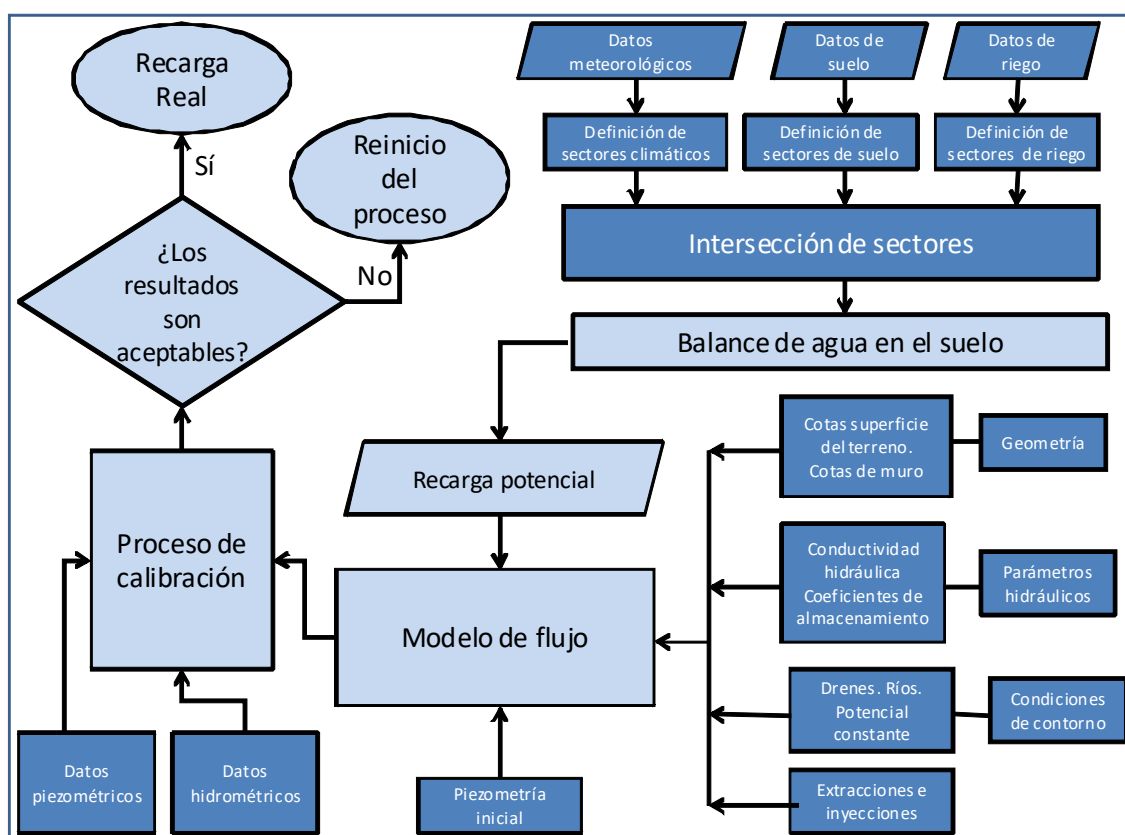 Datos
meteorológicos
Datos de
suelo
Datos de
riego
Recarga
Real
Definición de
sectores climáticos
Definición de
sectores de suelo
Definición de
sectores de riego
Sí
Reinicio
del
proceso
Intersección de sectores
¿Los
resultados
son
aceptables?
No
Balance de agua en el suelo
Recarga potencial
Cotas superficie
del terreno.
Cotas de muro
Geometría
Proceso de
calibración
Conductividad
hidráulica
Coeficientes de
almacenamiento
Parámetros
hidráulicos
Modelo de flujo
Drenes. Ríos.
Potencial
constante
Condiciones
de contorno
Datos
piezométricos
Datos
hidrométricos
Piezometría
inicial
Extracciones e
inyecciones